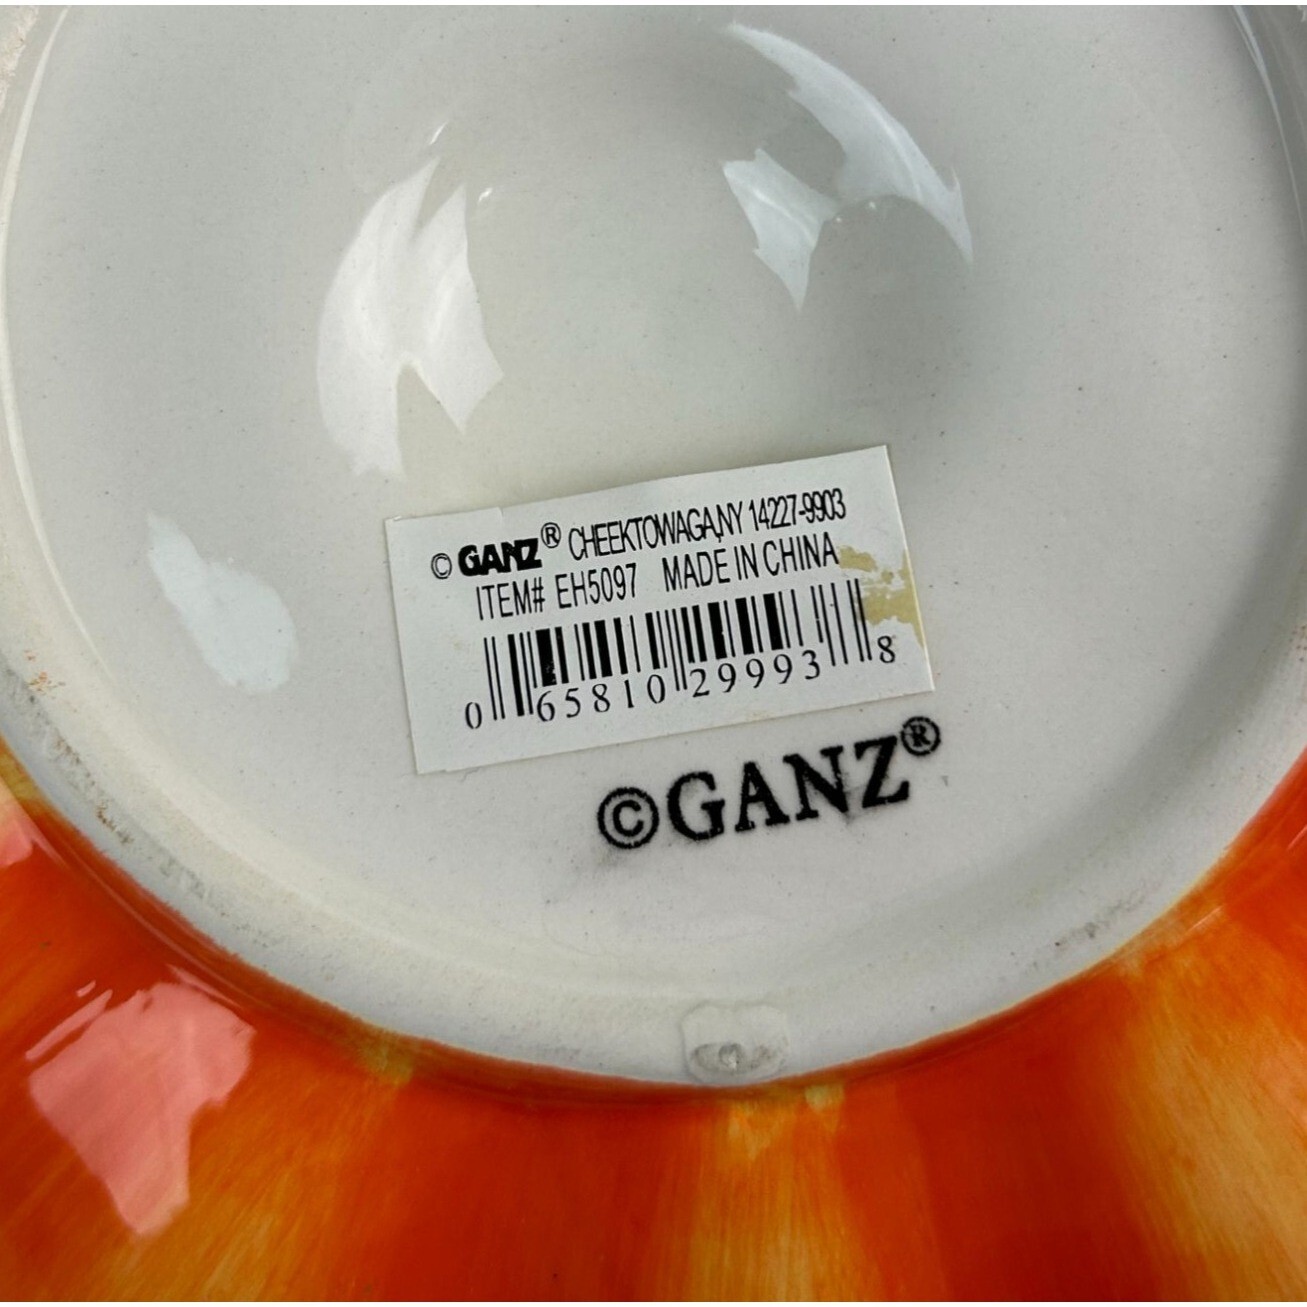 © GANZ® CHEEKTOWAGA,NY 14227-9903
ITEM# EH5097 MADE IN CHINA
0 65810 29993 8
©GANZ®